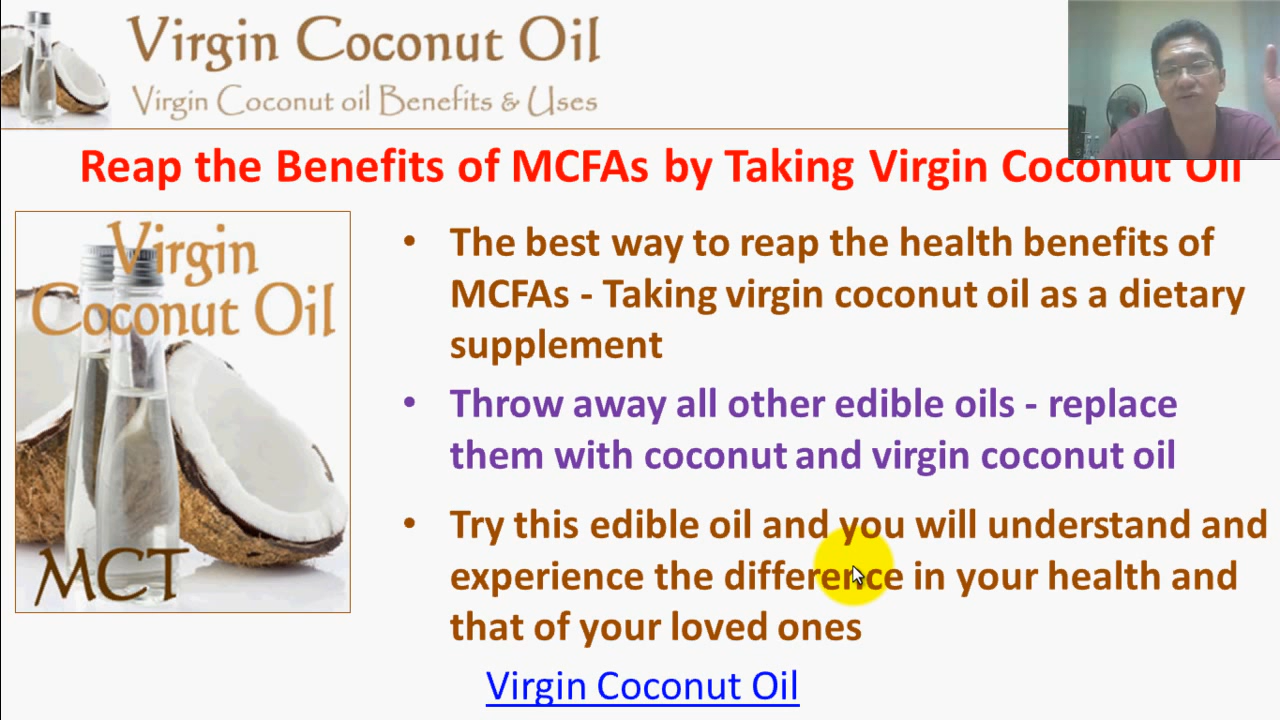 Virgin Coconut Oil
Virgin Coconut oil Benefits & Uses
Reap the Benefits of MCFAs by Taking Virgin Coconut Oil
Virgin
Coconut Oil
MCT
• The best way to reap the health benefits of
MCFAs - Taking virgin coconut oil as a dietary
supplement
• Throw away all other edible oils - replace
them with coconut and virgin coconut oil
• Try this edible oil and you will understand and
experience the difference in your health and
that of your loved ones
Virgin Coconut Oil